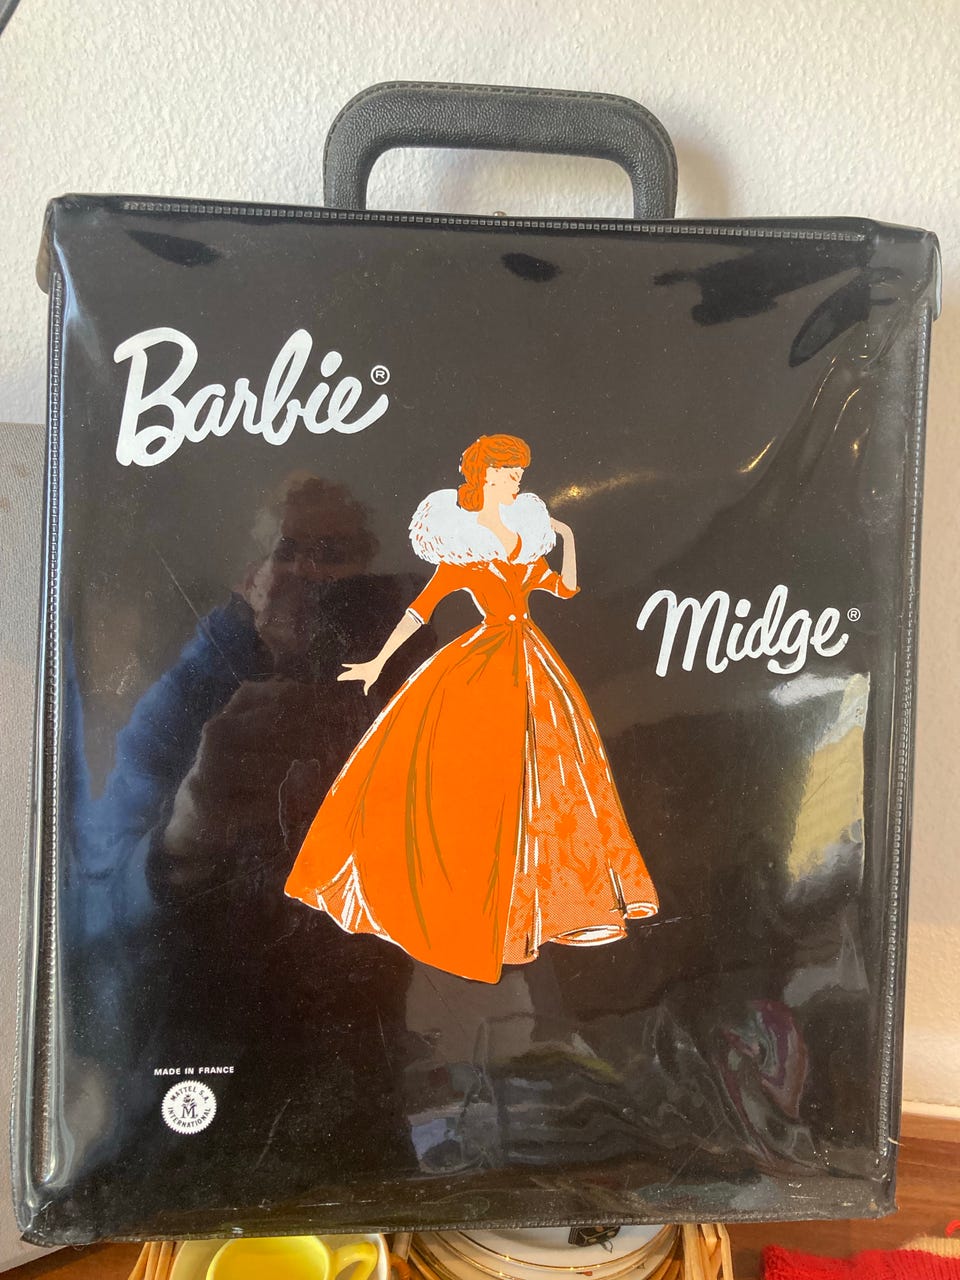 Barbie®
Midge®
MADE IN FRANCE
MATTEL S.A.
M
INTERNATIONAL